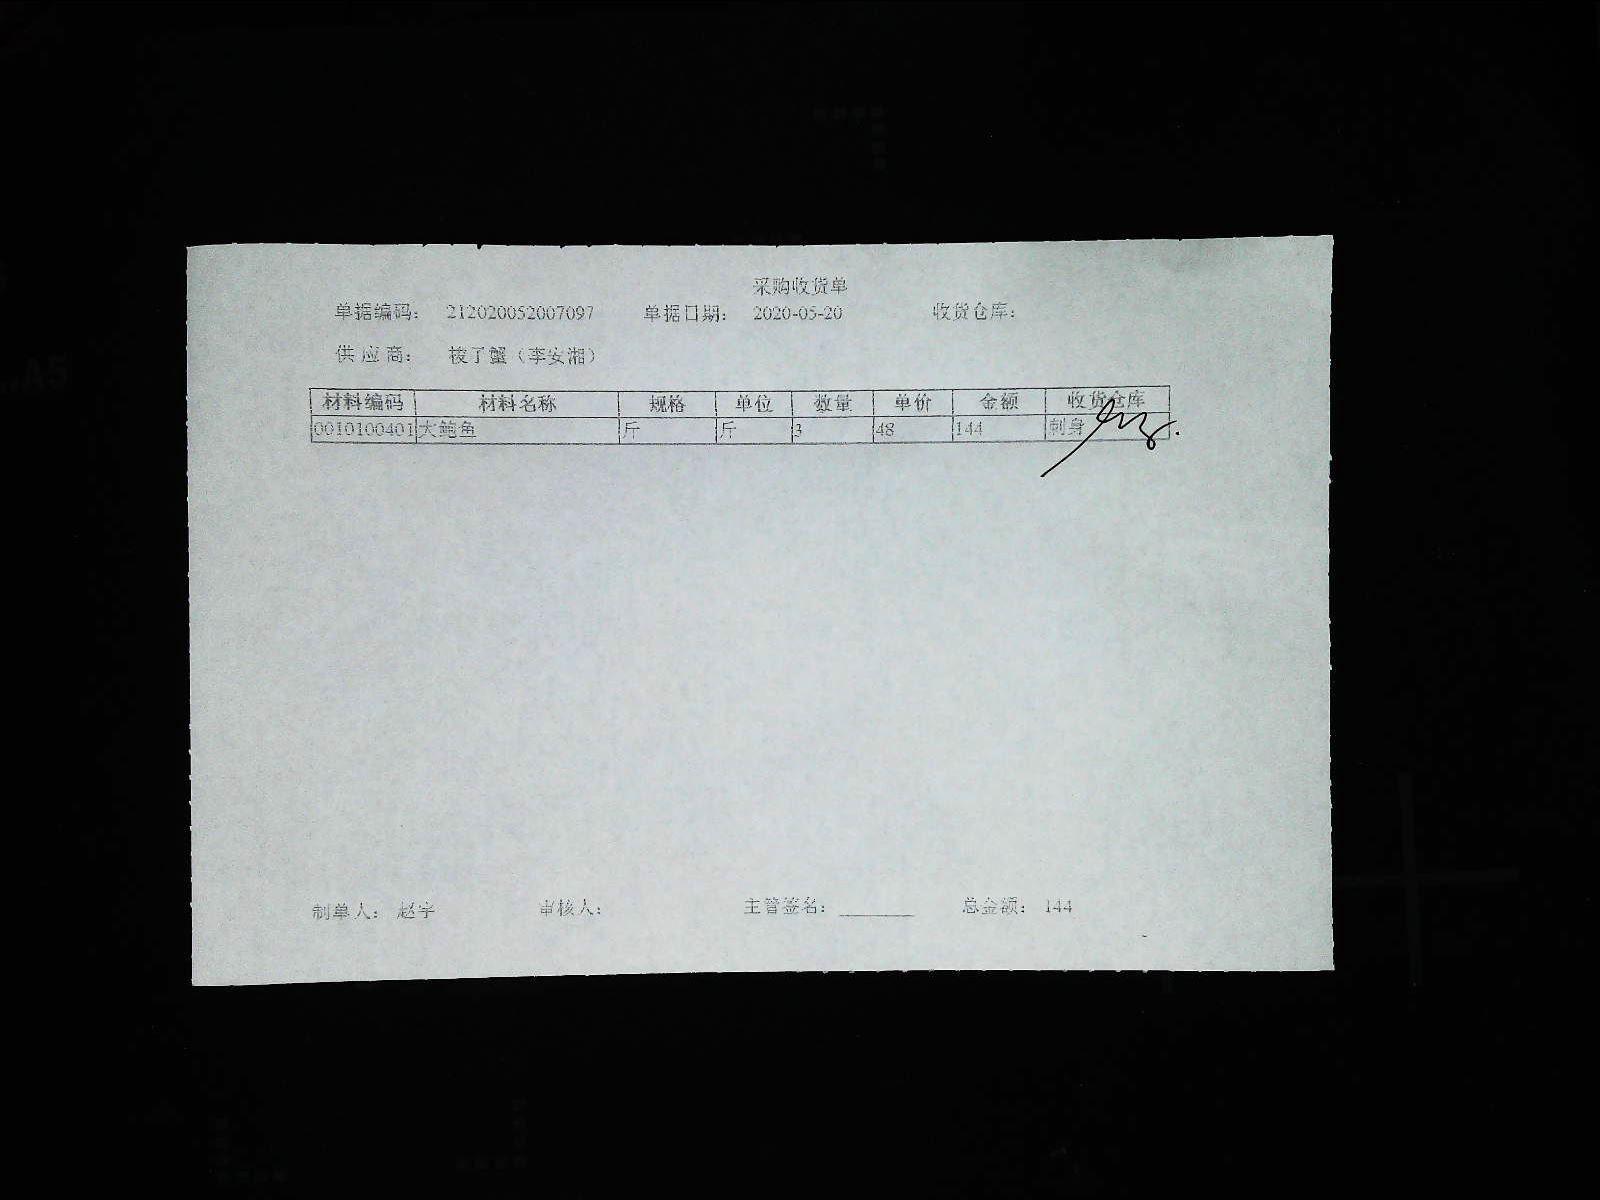 采购收货单
单据编码： 212020052007097 单据日期： 2020-05-20 收货仓库：
供应商： 梭子蟹（李安湘）
材料编码 材料名称 规格 单位 数量 单价 金额 收货仓库
0010100401 大鲍鱼 斤 斤 3 48 144 刺身
制单人： 赵宇 审核人： 主管签名： 总金额： 144